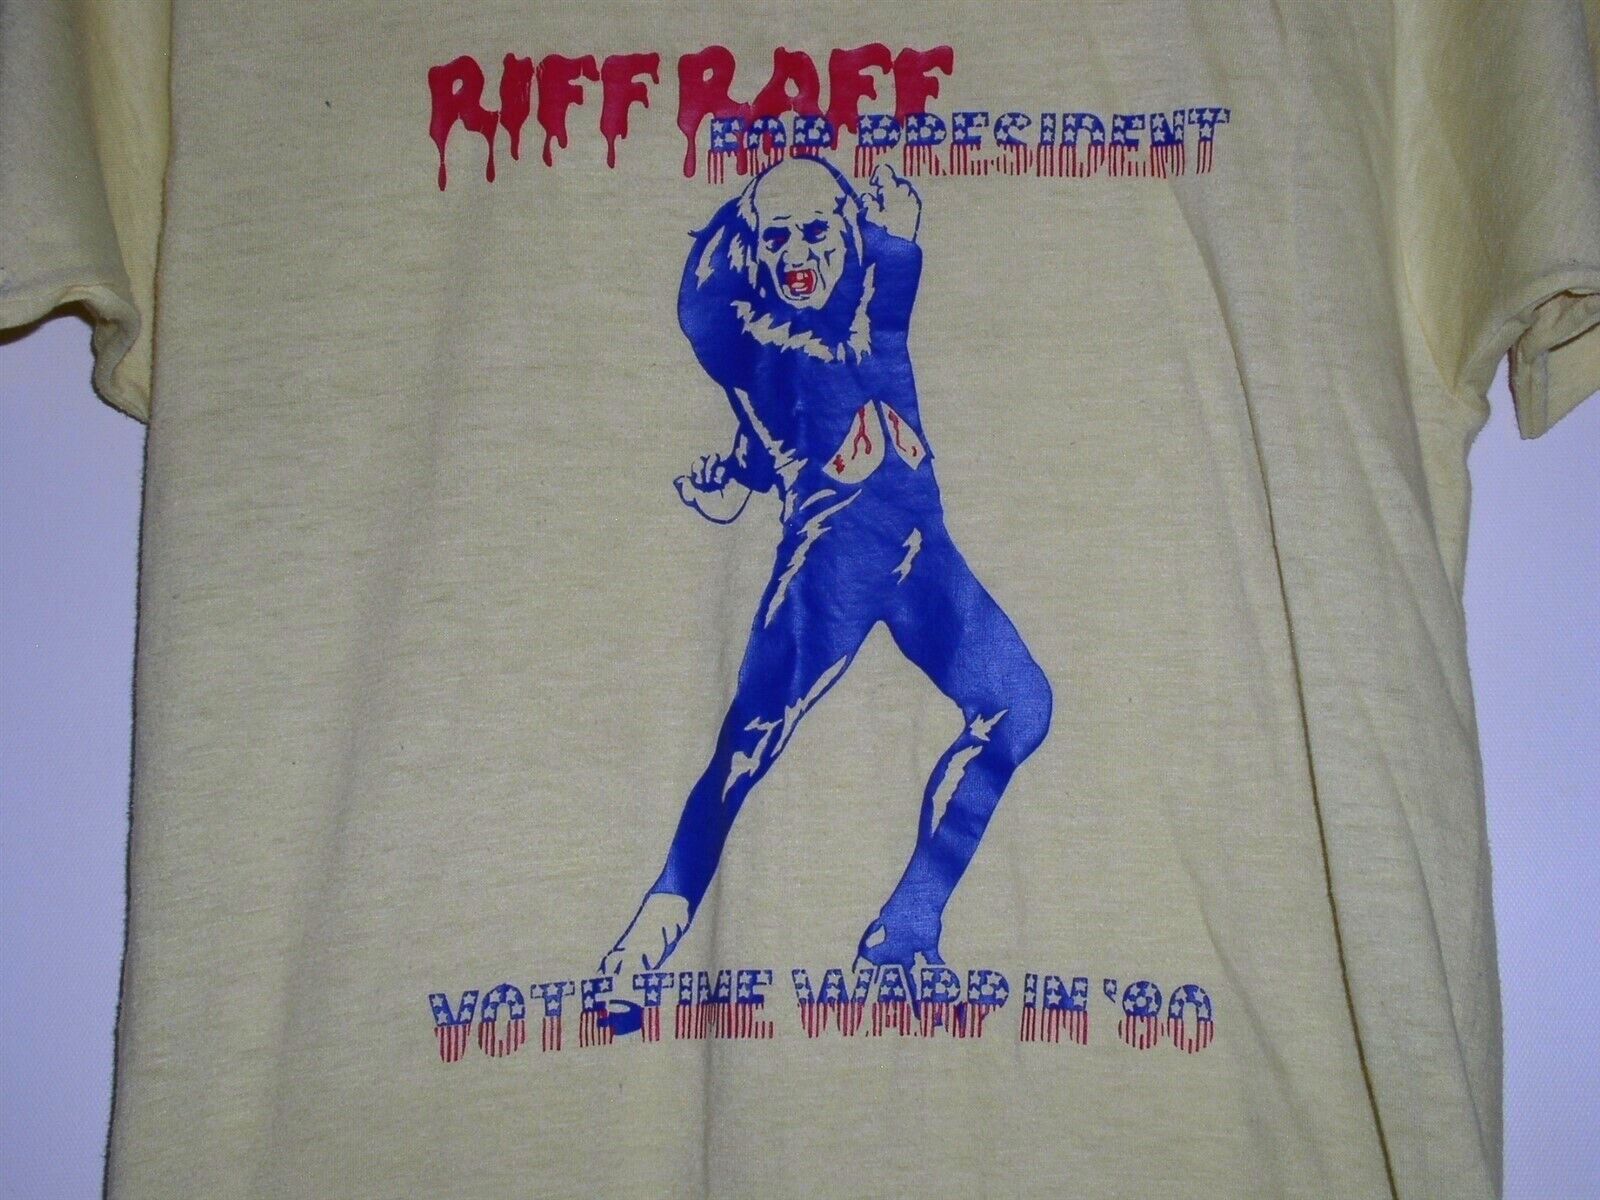 RIFF RAFF
FOR PRESIDENT
VOTE TIME WARP IN '80